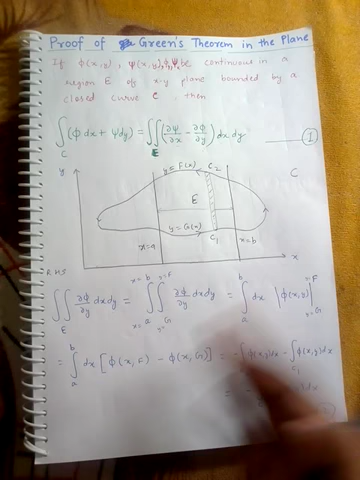 Proof of Green's Theorem in the Plane
If φ(x,y), ψ(x,y), be continuous in a
region E of x-y plane bounded by a
closed curve C, then
∫_C (φ dx + ψ dy) = ∬_E (∂ψ/∂x − ∂φ/∂y) dx dy —— (1)
y
y = F(x)
C₂
C
E
y = G(x)
C₁
x=a
x=b
x
RHS
∬_E ∂φ/∂y dx dy = ∫_{x=a}^{x=b} ∫_{y=G}^{y=F} ∂φ/∂y dx dy = ∫_a^b dx |φ(x,y)|_{y=G}^{=F}
= ∫_a^b dx [φ(x,F) − φ(x,G)] = − φ(x,y)dx − ∫_{C₁} φ(x,y)dx
= −